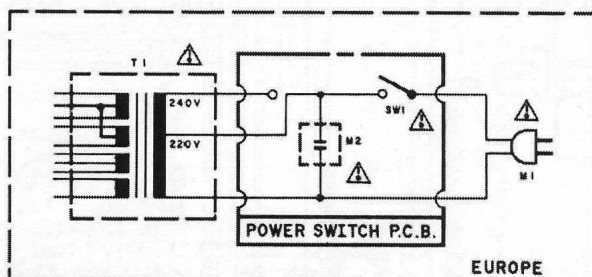 T1
240V
220V
SW1
M2
M1
POWER SWITCH P.C.B.
EUROPE